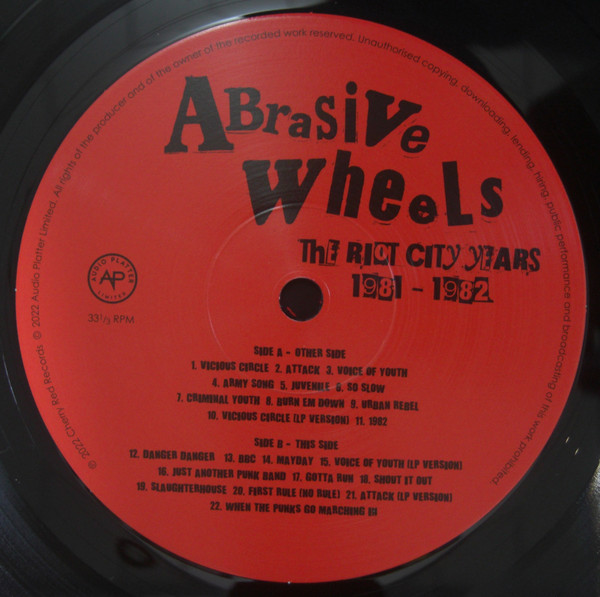 ABrasive
Wheels
The RIOT CITY YEARS
1981 - 1982
AUDIO PLATTER
AP
LIMITED
33⅓ RPM
SIDE A - OTHER SIDE
1. VICIOUS CIRCLE 2. ATTACK 3. VOICE OF YOUTH
4. ARMY SONG 5. JUVENILE 6. SO SLOW
7. CRIMINAL YOUTH 8. BURN EM DOWN 9. URBAN REBEL
10. VICIOUS CIRCLE (LP VERSION) 11. 1982
SIDE B - THIS SIDE
12. DANGER DANGER 13. BBC 14. MAYDAY 15. VOICE OF YOUTH (LP VERSION)
16. JUST ANOTHER PUNK BAND 17. GOTTA RUN 18. SHOUT IT OUT
19. SLAUGHTERHOUSE 20. FIRST RULE (NO RULE) 21. ATTACK (LP VERSION)
22. WHEN THE PUNKS GO MARCHING IN
℗ 2022 Cherry Red Records © 2022 Audio Platter Limited. All rights of the producer and of the owner of the recorded work reserved. Unauthorised copying, downloading, lending, hiring, public performance and broadcasting of this work prohibited.